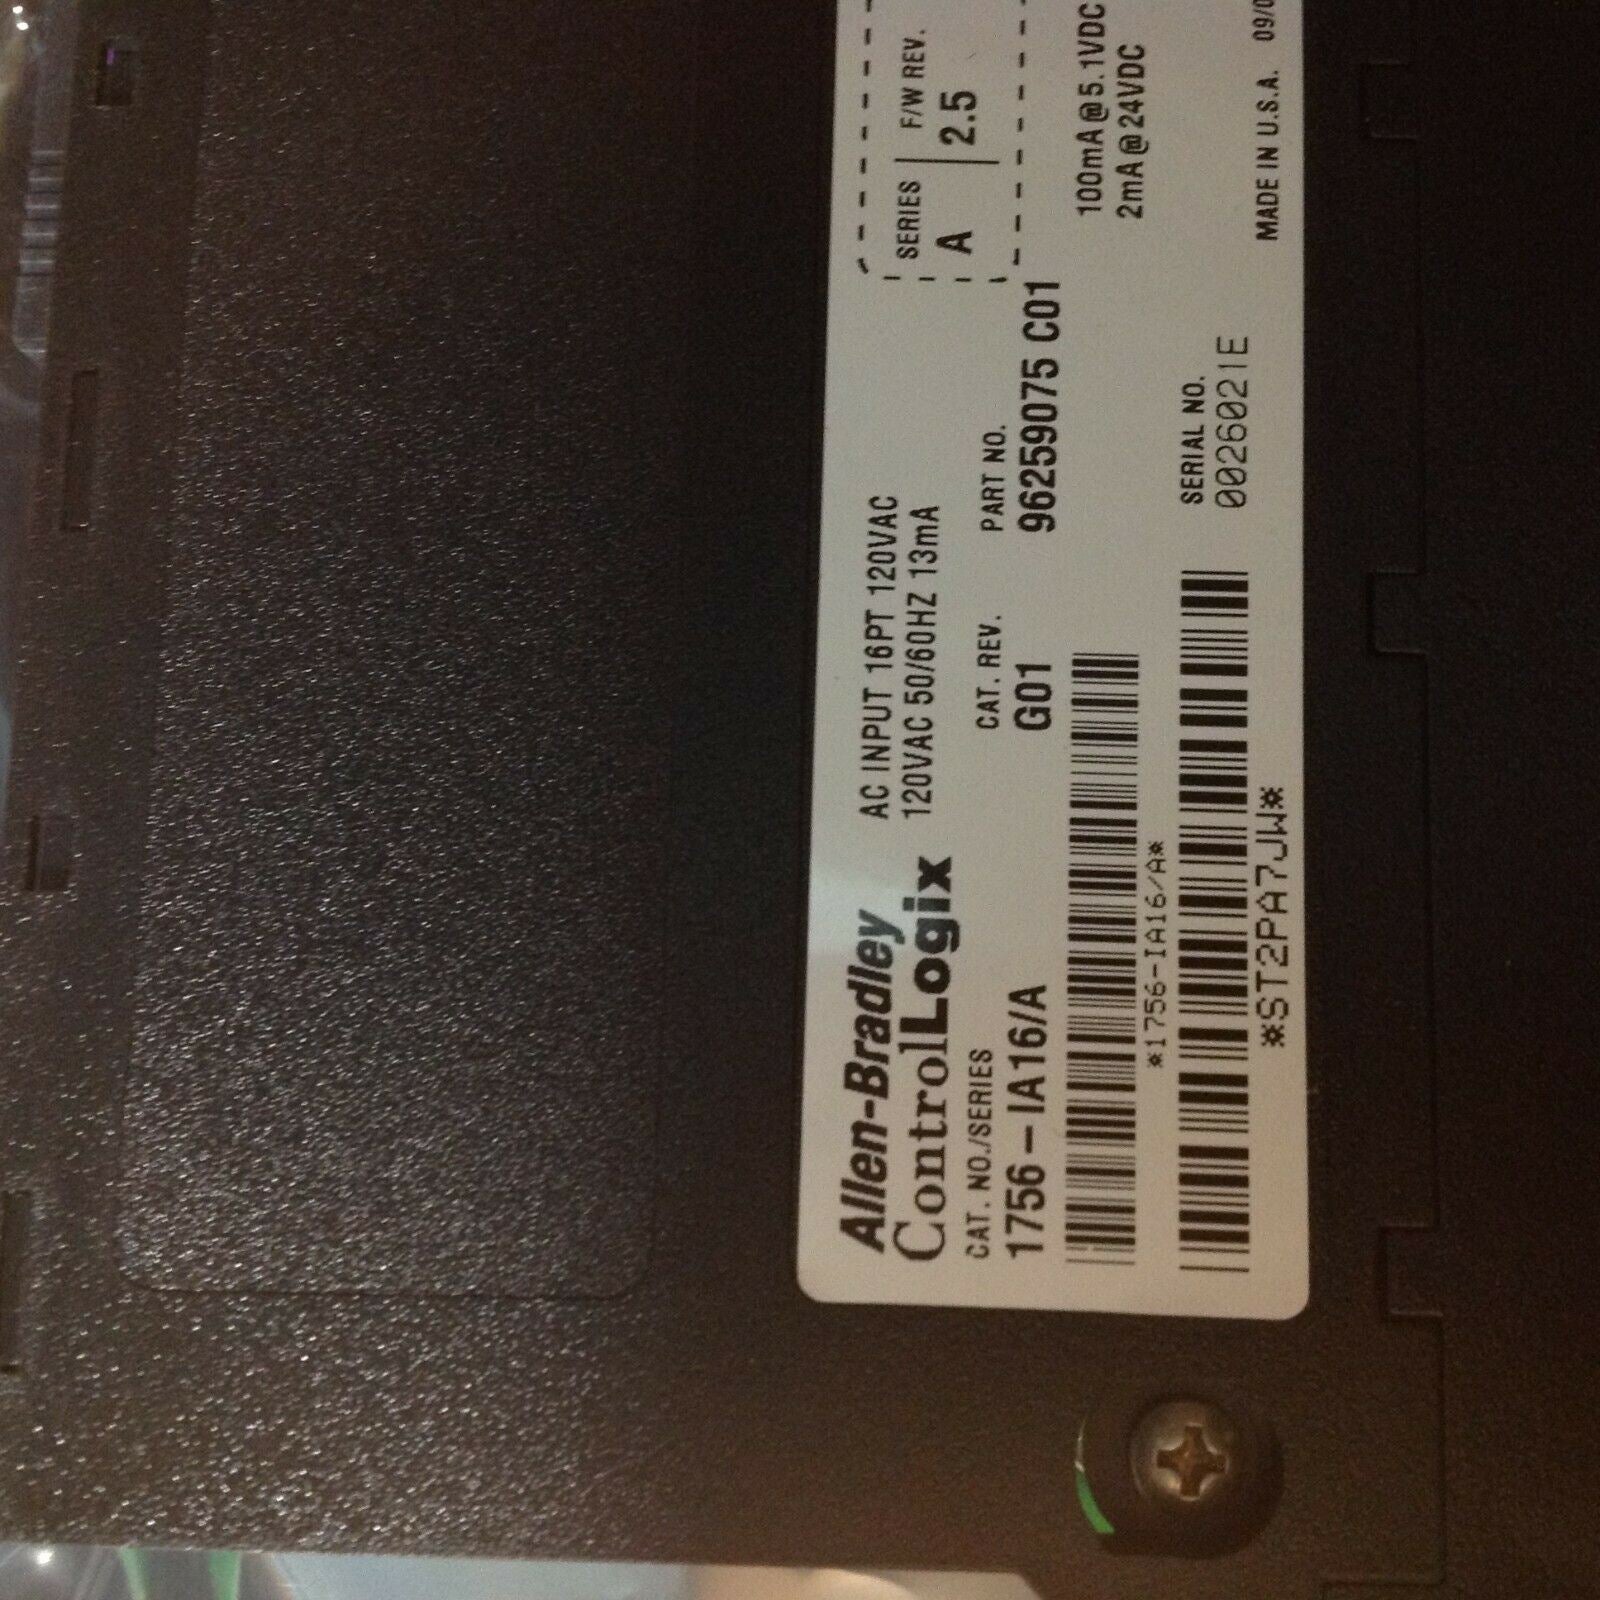 Allen-Bradley
ControlLogix
AC INPUT 16PT 120VAC
120VAC 50/60HZ 13mA
SERIES F/W REV.
A 2.5
CAT. NO./SERIES CAT. REV. PART NO.
1756-IA16/A G01 96259075 C01
100mA@5.1VDC
2mA@24VDC
*1756-IA16/A*
SERIAL NO.
0026021E
*ST2PA7JW*
MADE IN U.S.A.